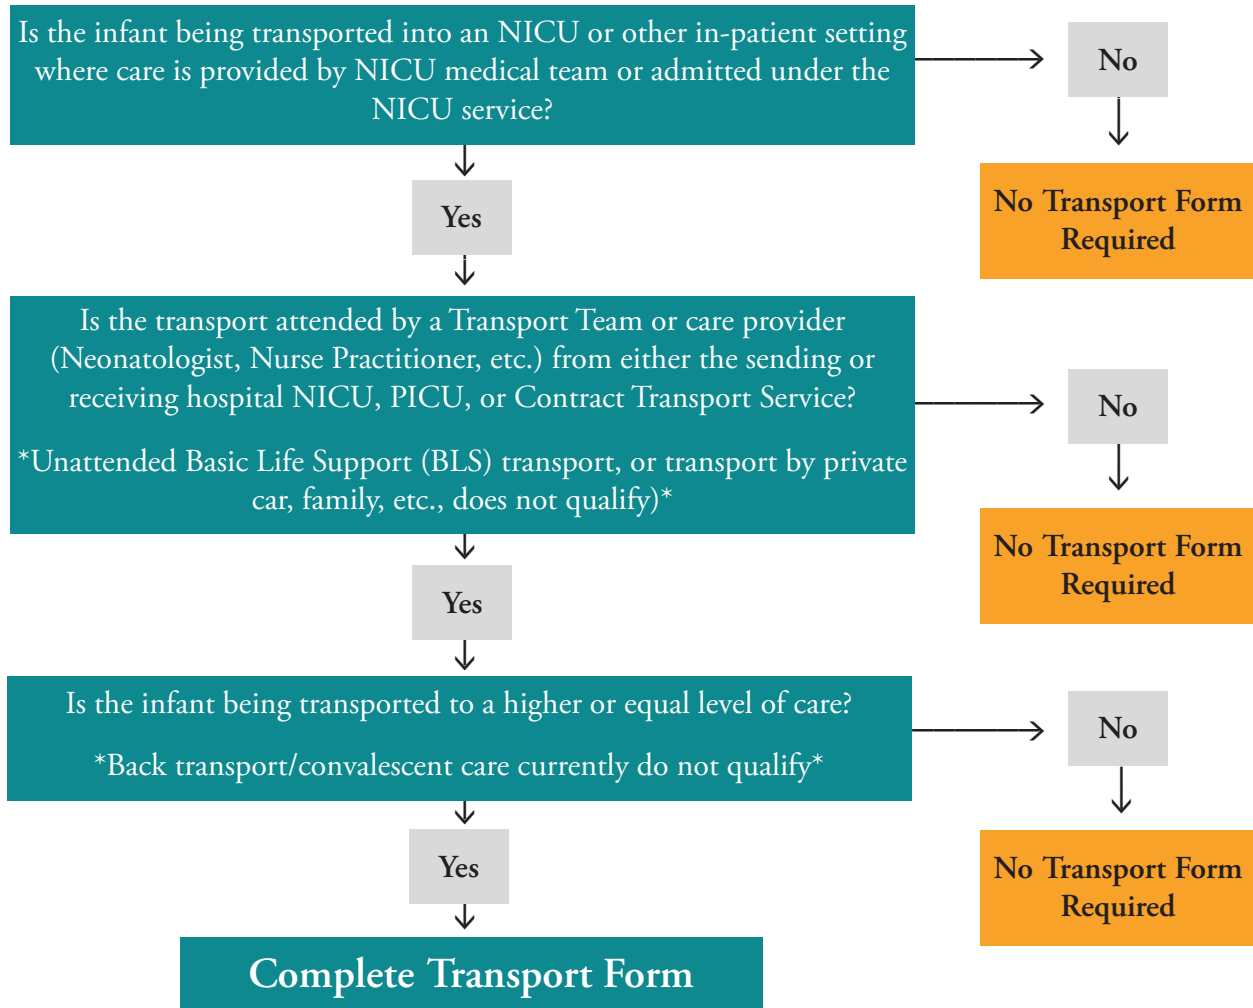 Is the infant being transported into an NICU or other in-patient setting
where care is provided by NICU medical team or admitted under the
NICU service?
No
No Transport Form
Required
Yes
Is the transport attended by a Transport Team or care provider
(Neonatologist, Nurse Practitioner, etc.) from either the sending or
receiving hospital NICU, PICU, or Contract Transport Service?
*Unattended Basic Life Support (BLS) transport, or transport by private
car, family, etc., does not qualify)*
No
No Transport Form
Required
Yes
Is the infant being transported to a higher or equal level of care?
*Back transport/convalescent care currently do not qualify*
No
No Transport Form
Required
Yes
Complete Transport Form